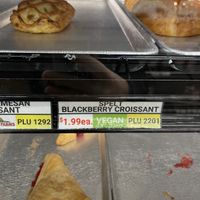 MESAN
SANT
PLU 1292
SPELT
BLACKBERRY CROISSANT
$1.99ea.
VEGAN
PLU 2201